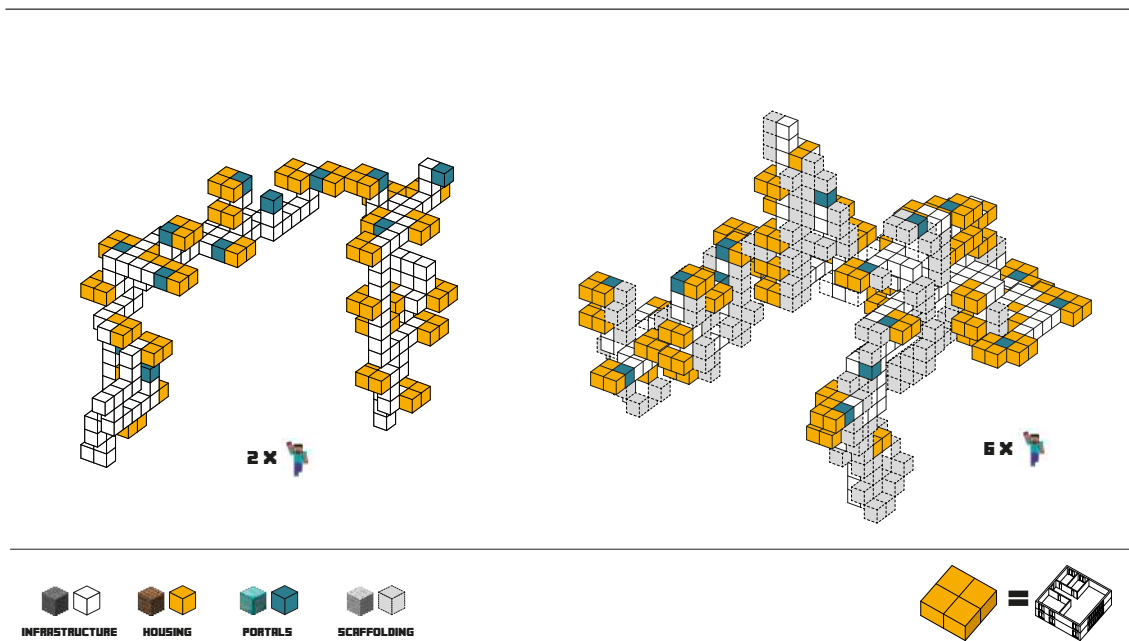 2 X
6 X
INFRASTRUCTURE HOUSING PORTALS SCAFFOLDING
=